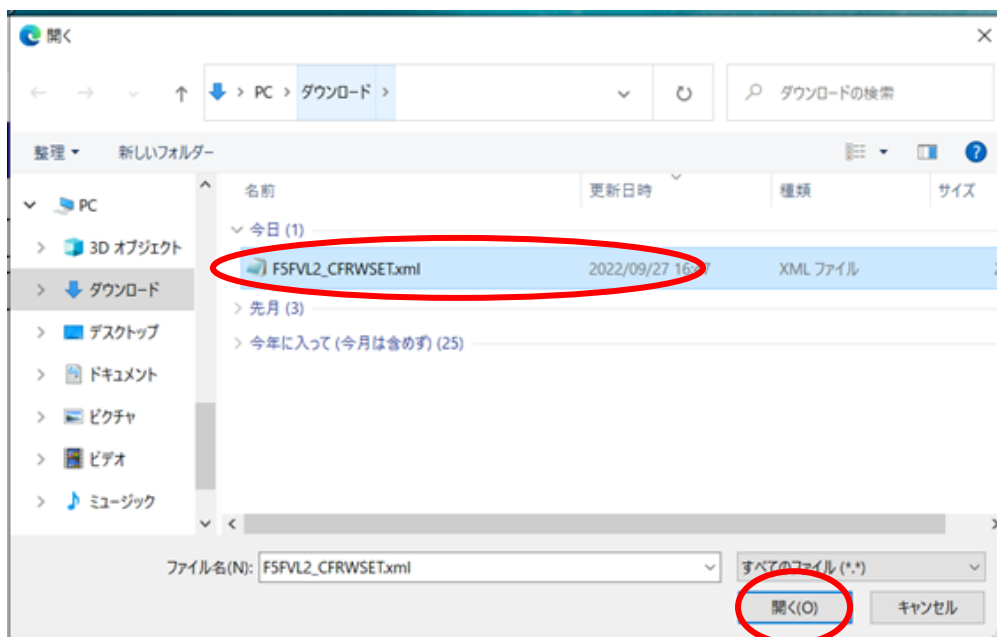 開く
PC > ダウンロード >
ダウンロードの検索
整理
新しいフォルダー
名前
更新日時
種類
サイズ
PC
3D オブジェクト
ダウンロード
デスクトップ
ドキュメント
ピクチャ
ビデオ
ミュージック
今日 (1)
F5FVL2_CFRWSET.xml
2022/09/27
XML ファイル
先月 (3)
今年に入って (今月は含めず) (25)
ファイル名(N):
F5FVL2_CFRWSET.xml
すべてのファイル (*.*)
開く(O)
キャンセル